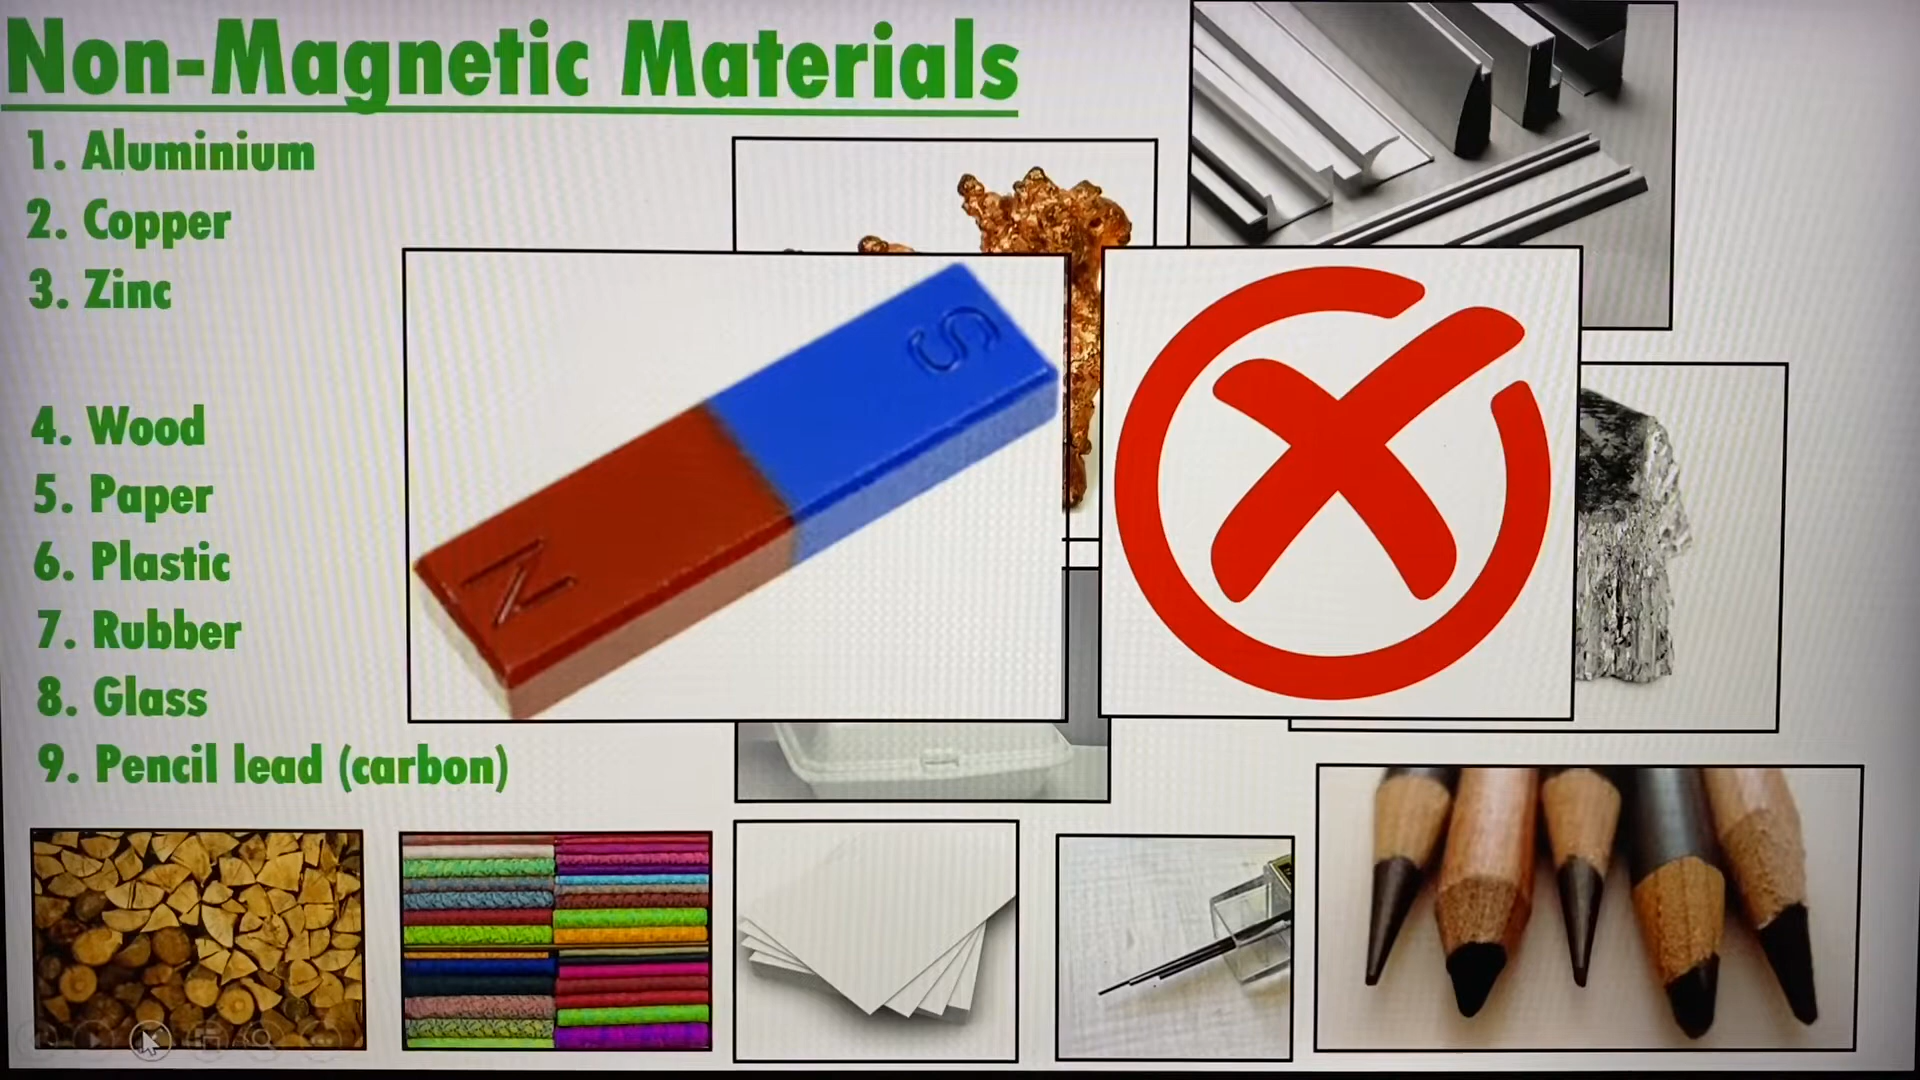 Non-Magnetic Materials
1. Aluminium
2. Copper
3. Zinc
4. Wood
5. Paper
6. Plastic
7. Rubber
8. Glass
9. Pencil lead (carbon)
S
N